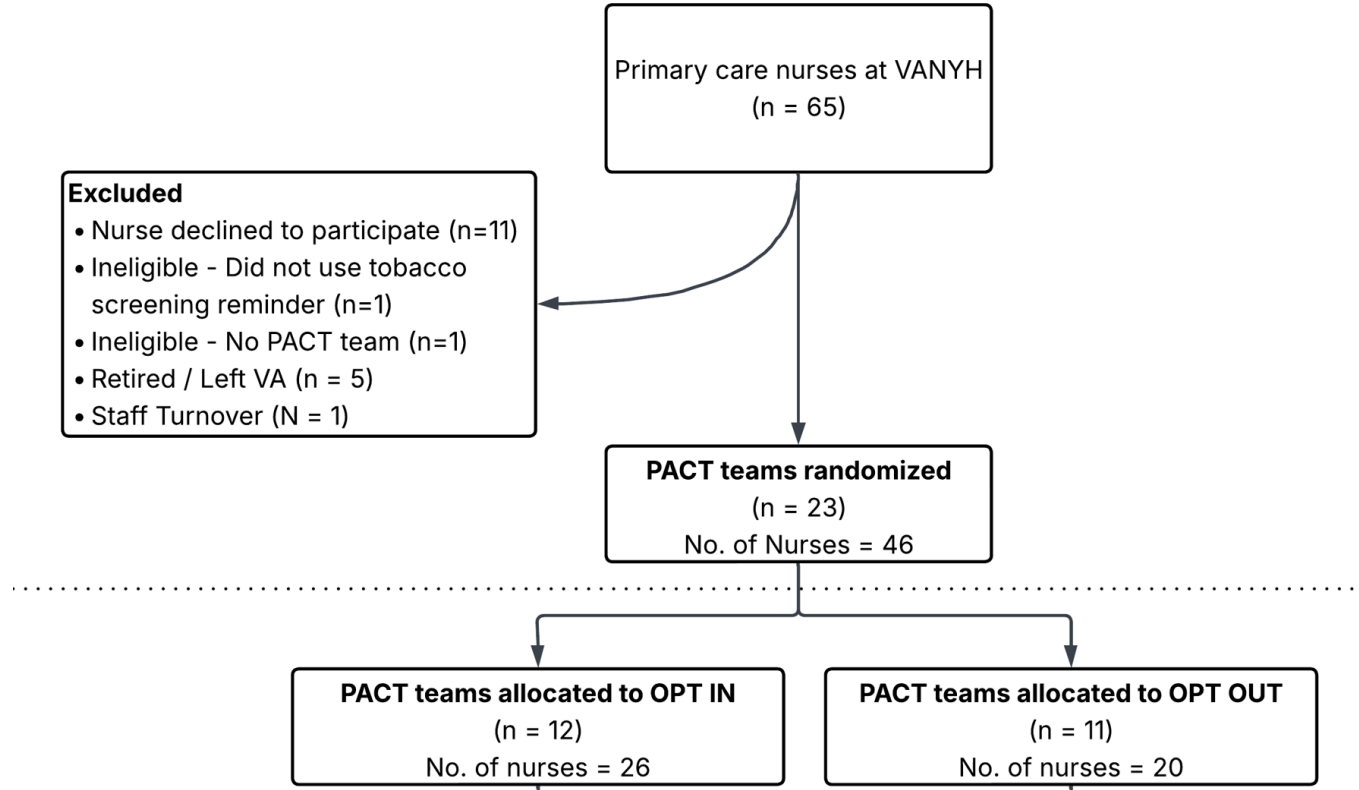 Primary care nurses at VANYH
(n = 65)
Excluded
• Nurse declined to participate (n=11)
• Ineligible - Did not use tobacco
screening reminder (n=1)
• Ineligible - No PACT team (n=1)
• Retired / Left VA (n = 5)
• Staff Turnover (N = 1)
PACT teams randomized
(n = 23)
No. of Nurses = 46
PACT teams allocated to OPT IN
(n = 12)
No. of nurses = 26
PACT teams allocated to OPT OUT
(n = 11)
No. of nurses = 20